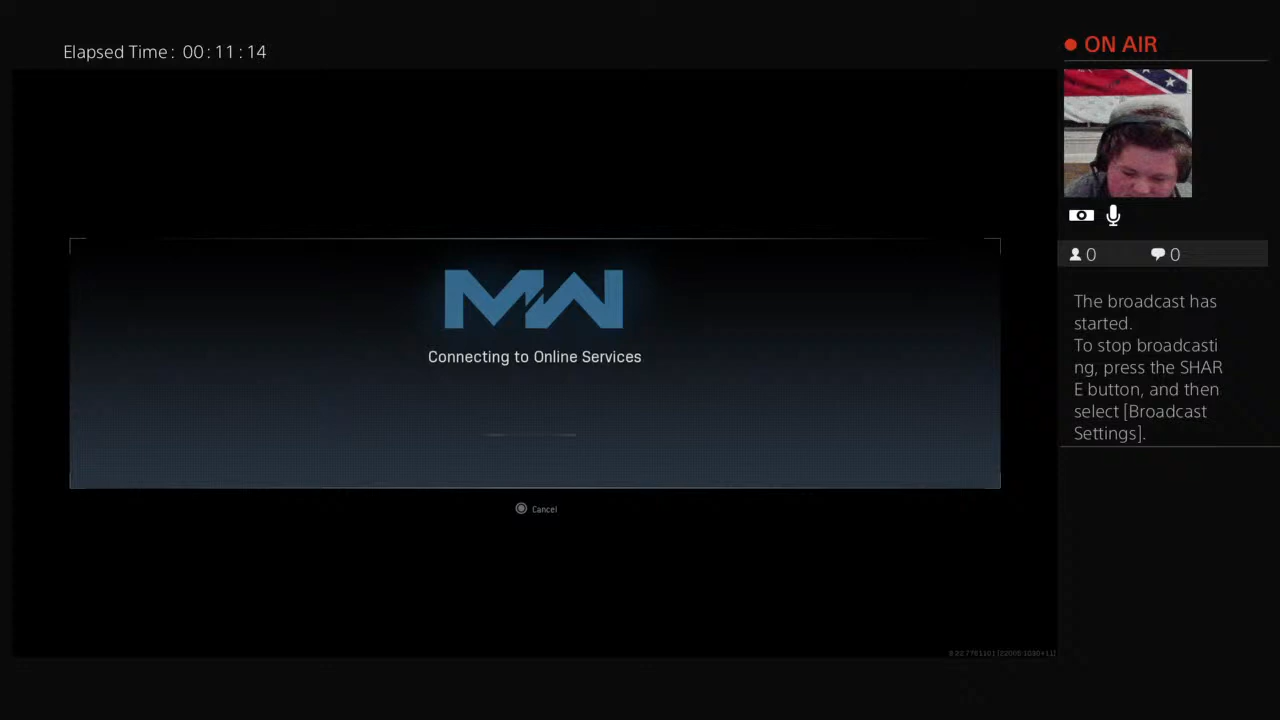 Elapsed Time: 00:11:14
ON AIR
0 0
The broadcast has
started.
To stop broadcasti
ng, press the SHAR
E button, and then
select [Broadcast
Settings].
MW
Connecting to Online Services
Cancel